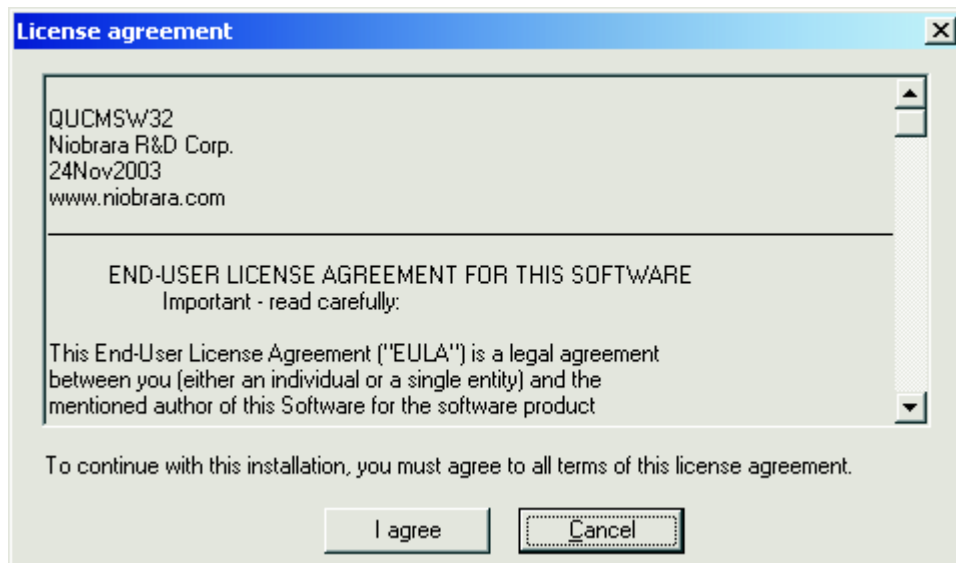 License agreement
QUCMSW32
Niobrara R&D Corp.
24Nov2003
www.niobrara.com
END-USER LICENSE AGREEMENT FOR THIS SOFTWARE
Important - read carefully:
This End-User License Agreement ("EULA") is a legal agreement
between you (either an individual or a single entity) and the
mentioned author of this Software for the software product
To continue with this installation, you must agree to all terms of this license agreement.
I agree
Cancel